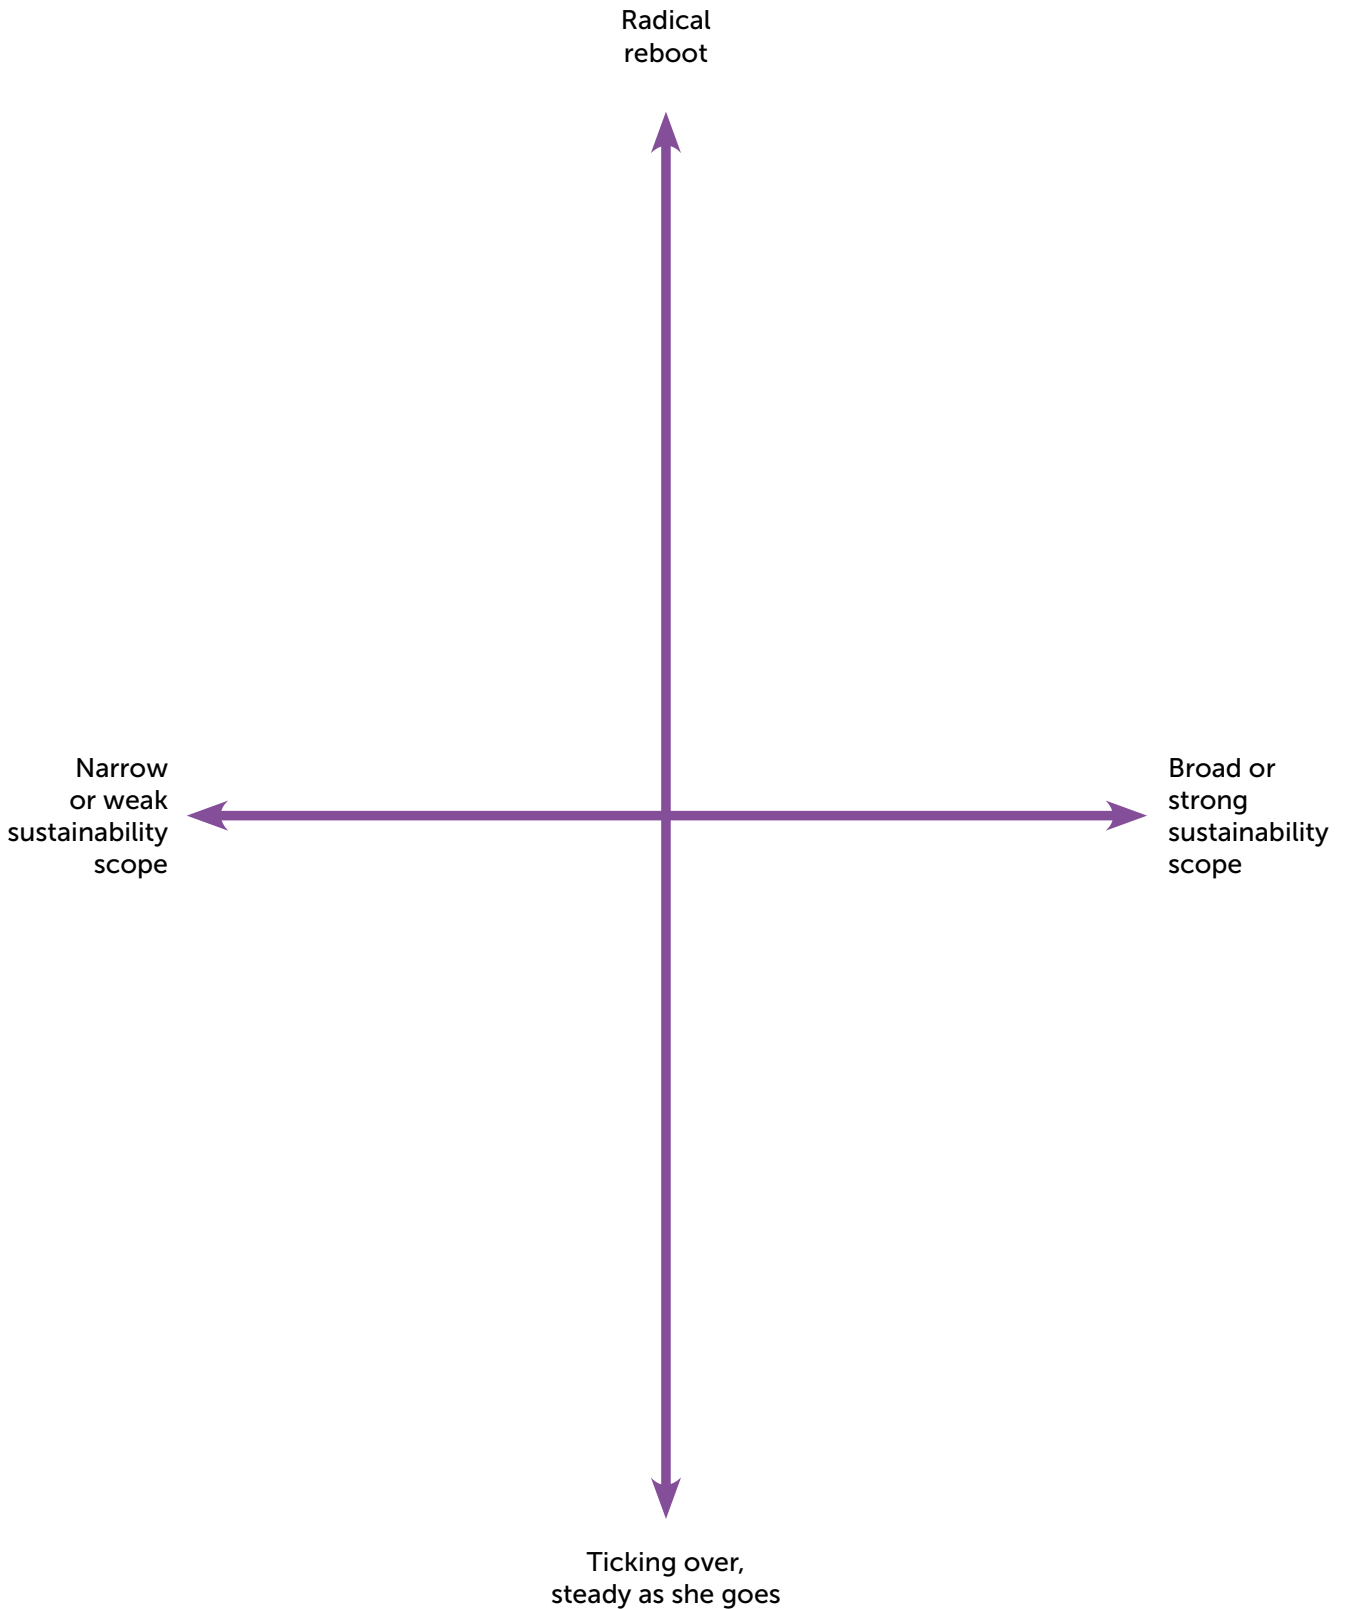 Radical
reboot
Narrow
or weak
sustainability
scope
Broad or
strong
sustainability
scope
Ticking over,
steady as she goes